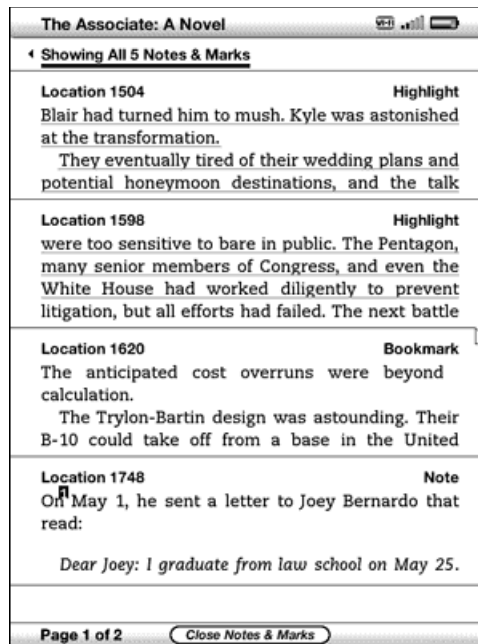 The Associate: A Novel
Wi-Fi
Showing All 5 Notes & Marks
Location 1504 Highlight
Blair had turned him to mush. Kyle was astonished
at the transformation.
They eventually tired of their wedding plans and
potential honeymoon destinations, and the talk
Location 1598 Highlight
were too sensitive to bare in public. The Pentagon,
many senior members of Congress, and even the
White House had worked diligently to prevent
litigation, but all efforts had failed. The next battle
Location 1620 Bookmark
The anticipated cost overruns were beyond
calculation.
The Trylon-Bartin design was astounding. Their
B-10 could take off from a base in the United
Location 1748 Note
On 1 May 1, he sent a letter to Joey Bernardo that
read:
Dear Joey: I graduate from law school on May 25.
Page 1 of 2 Close Notes & Marks